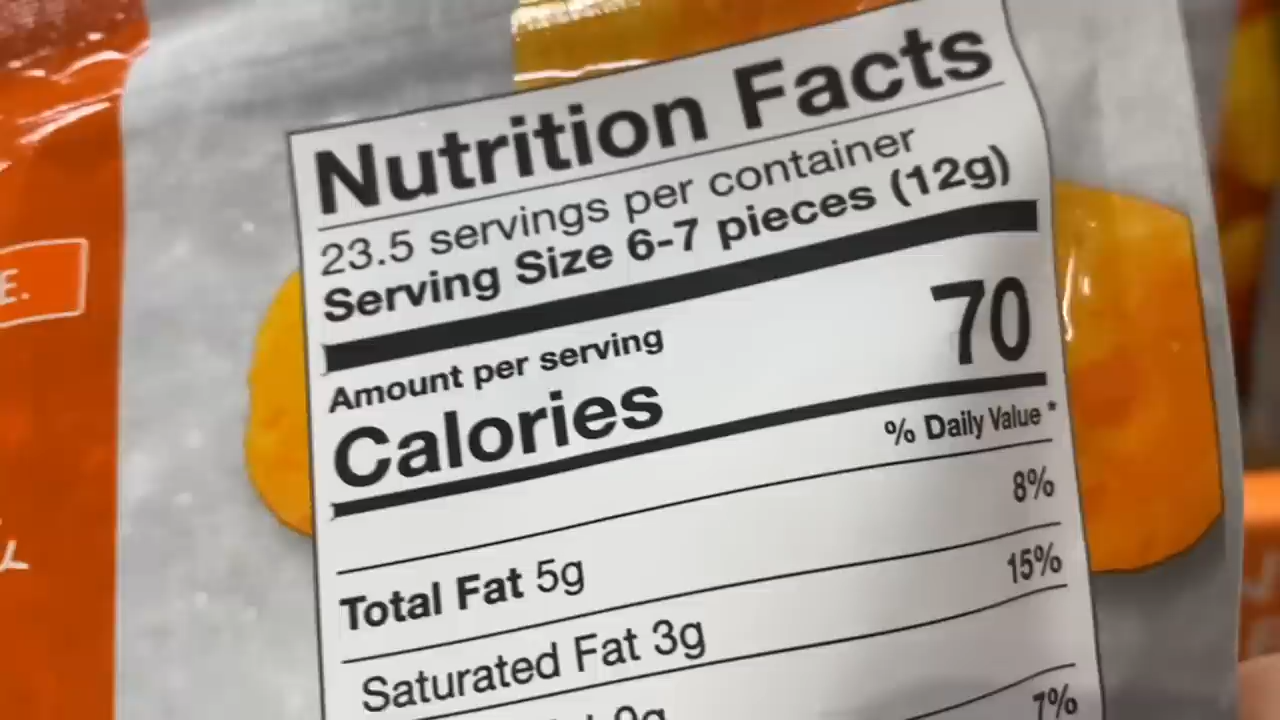 E.
Nutrition Facts
23.5 servings per container
Serving Size 6-7 pieces (12g)
Amount per serving
Calories 70
% Daily Value *
Total Fat 5g 8%
Saturated Fat 3g 15%
7%